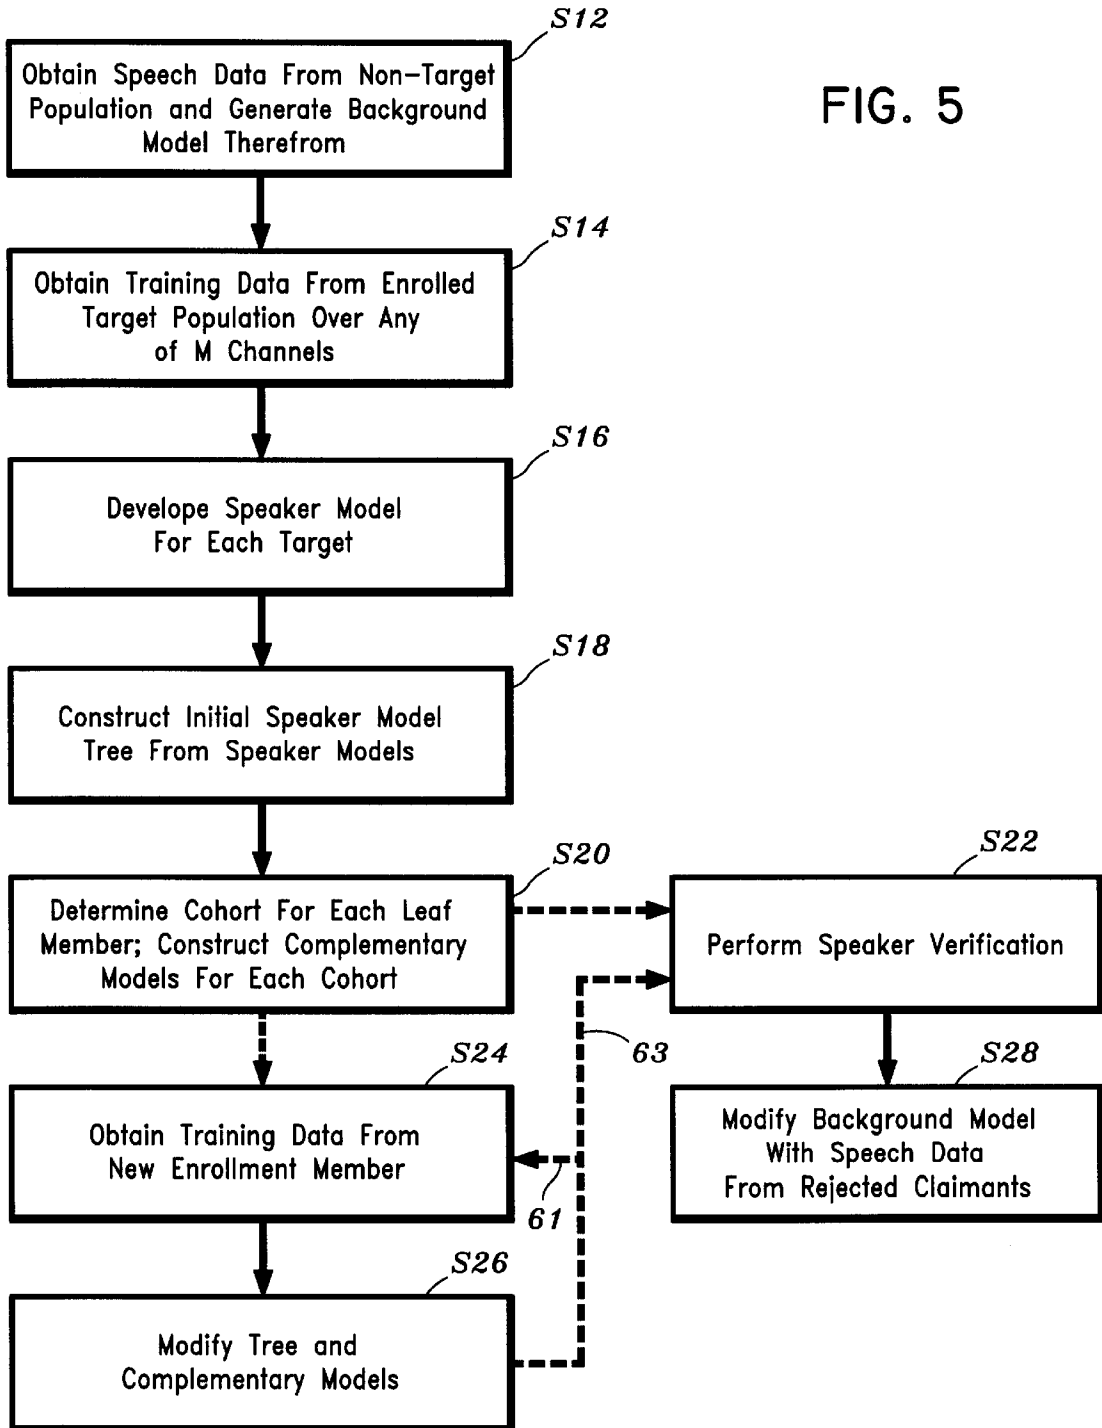 S12
Obtain Speech Data From Non-Target
Population and Generate Background
Model Therefrom
FIG. 5
S14
Obtain Training Data From Enrolled
Target Population Over Any
of M Channels
S16
Develope Speaker Model
For Each Target
S18
Construct Initial Speaker Model
Tree From Speaker Models
S20
Determine Cohort For Each Leaf
Member; Construct Complementary
Models For Each Cohort
S22
Perform Speaker Verification
63
S24
Obtain Training Data From
New Enrollment Member
61
S28
Modify Background Model
With Speech Data
From Rejected Claimants
S26
Modify Tree and
Complementary Models